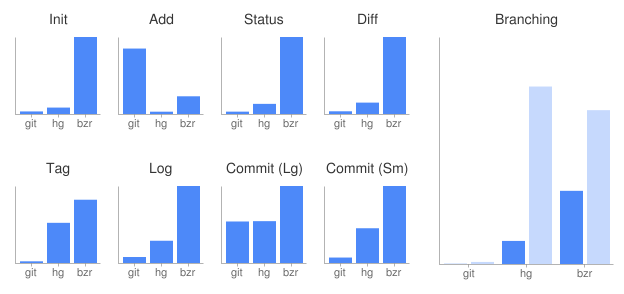 Init
Add
Status
Diff
Branching
git hg bzr
git hg bzr
git hg bzr
git hg bzr
Tag
Log
Commit (Lg)
Commit (Sm)
git hg bzr
git hg bzr
git hg bzr
git hg bzr
git hg bzr